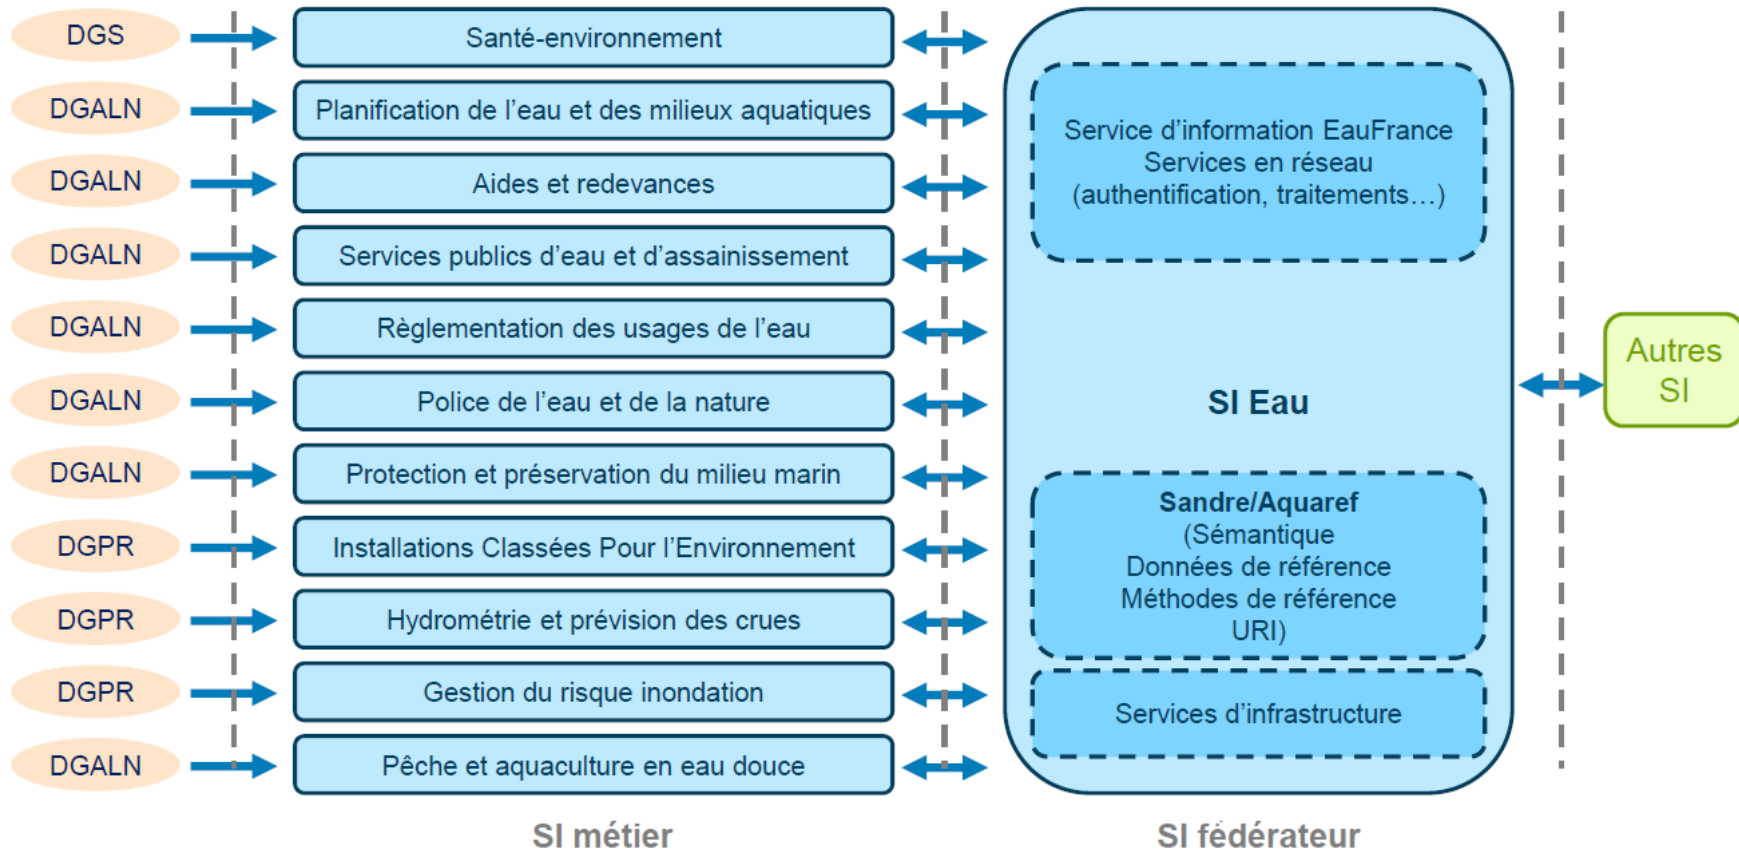 DGS
Santé-environnement
DGALN
Planification de l’eau et des milieux aquatiques
DGALN
Aides et redevances
DGALN
Services publics d’eau et d’assainissement
DGALN
Règlementation des usages de l’eau
DGALN
Police de l’eau et de la nature
DGALN
Protection et préservation du milieu marin
DGPR
Installations Classées Pour l’Environnement
DGPR
Hydrométrie et prévision des crues
DGPR
Gestion du risque inondation
DGALN
Pêche et aquaculture en eau douce
SI métier
Service d’information EauFrance
Services en réseau
(authentification, traitements…)
SI Eau
Sandre/Aquaref
(Sémantique
Données de référence
Méthodes de référence
URI)
Services d’infrastructure
SI fédérateur
Autres
SI